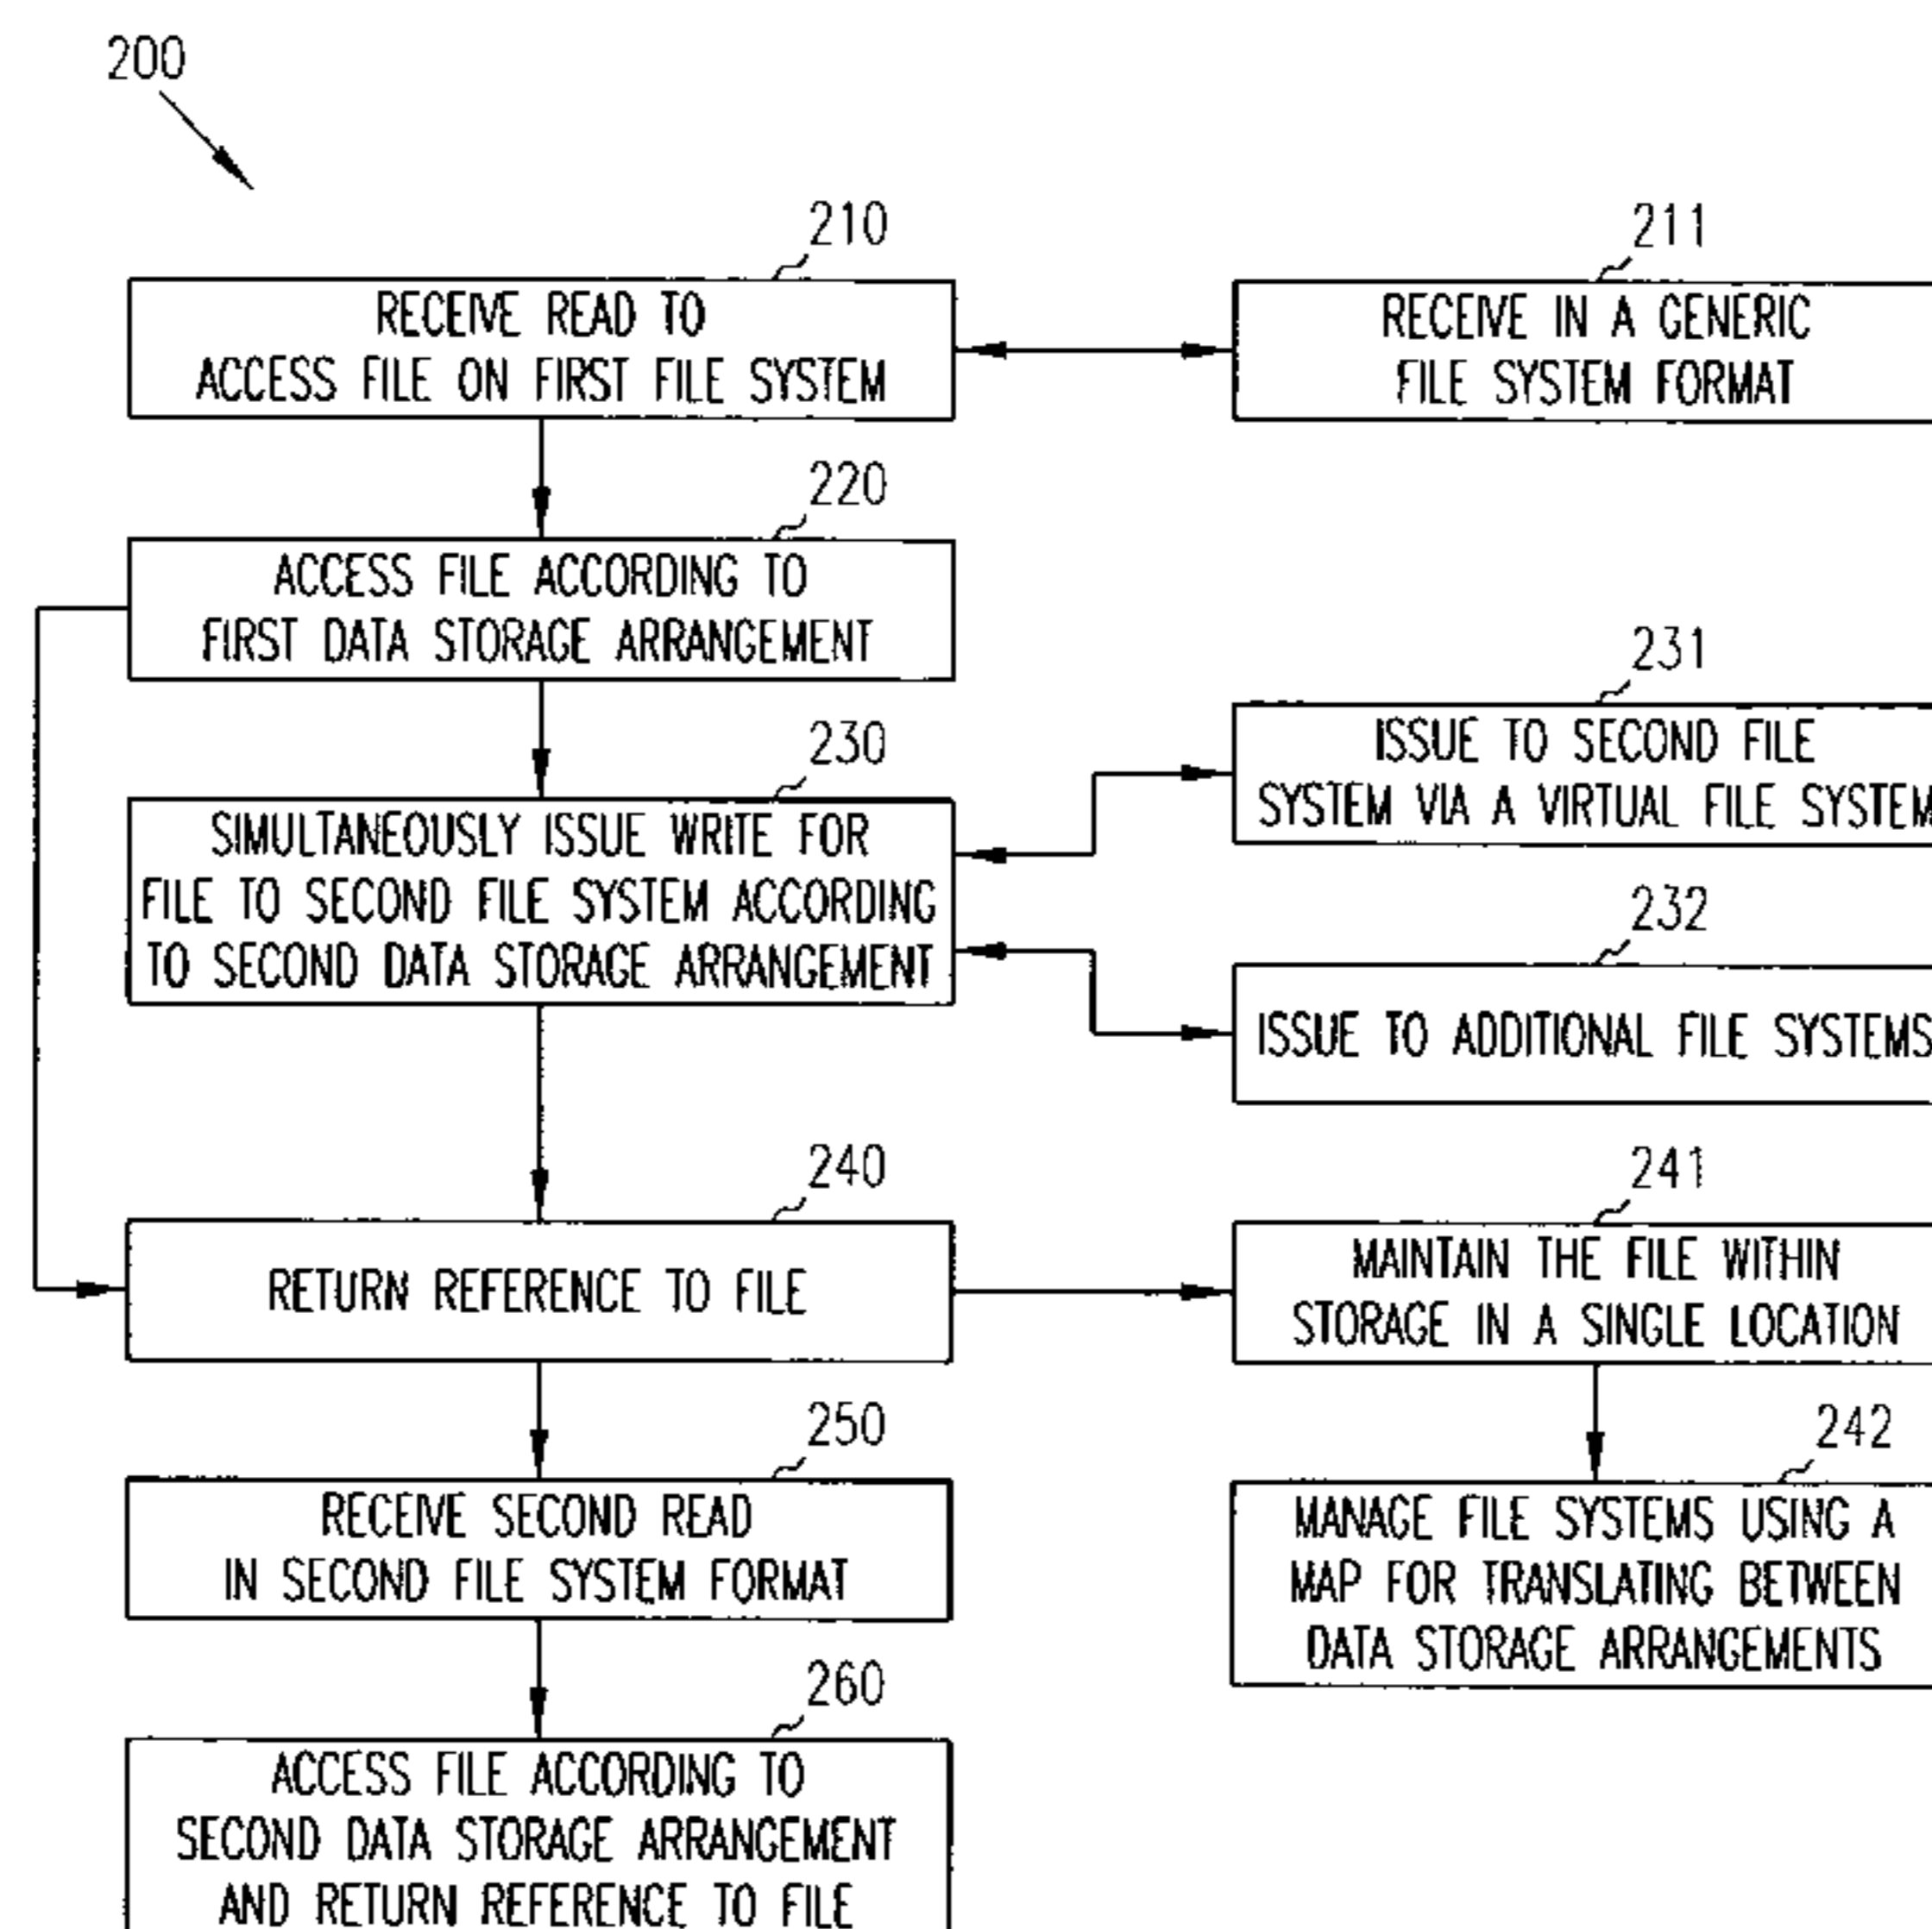 200
210
RECEIVE READ TO
ACCESS FILE ON FIRST FILE SYSTEM
211
RECEIVE IN A GENERIC
FILE SYSTEM FORMAT
220
ACCESS FILE ACCORDING TO
FIRST DATA STORAGE ARRANGEMENT
230
SIMULTANEOUSLY ISSUE WRITE FOR
FILE TO SECOND FILE SYSTEM ACCORDING
TO SECOND DATA STORAGE ARRANGEMENT
231
ISSUE TO SECOND FILE
SYSTEM VIA A VIRTUAL FILE SYSTEM
232
ISSUE TO ADDITIONAL FILE SYSTEMS
240
RETURN REFERENCE TO FILE
241
MAINTAIN THE FILE WITHIN
STORAGE IN A SINGLE LOCATION
242
MANAGE FILE SYSTEMS USING A
MAP FOR TRANSLATING BETWEEN
DATA STORAGE ARRANGEMENTS
250
RECEIVE SECOND READ
IN SECOND FILE SYSTEM FORMAT
260
ACCESS FILE ACCORDING TO
SECOND DATA STORAGE ARRANGEMENT
AND RETURN REFERENCE TO FILE